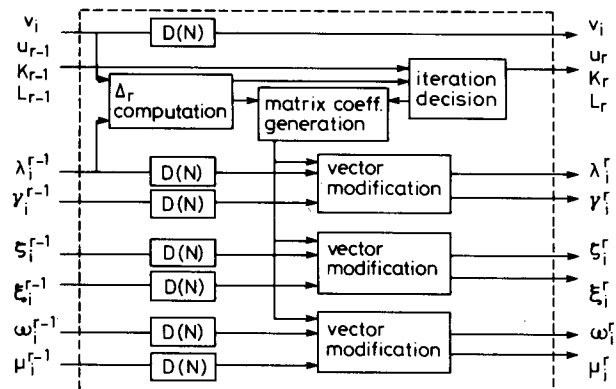 v_i D(N) v_i
u_{r-1} u_r
K_{r-1} K_r
L_{r-1} L_r
Δ_r computation
matrix coeff. generation
iteration decision
λ_i^{r-1} D(N) vector modification λ_i^r
γ_i^{r-1} D(N) γ_i^r
ζ_i^{r-1} D(N) vector modification ζ_i^r
ξ_i^{r-1} D(N) ξ_i^r
ω_i^{r-1} D(N) vector modification ω_i^r
μ_i^{r-1} D(N) μ_i^r